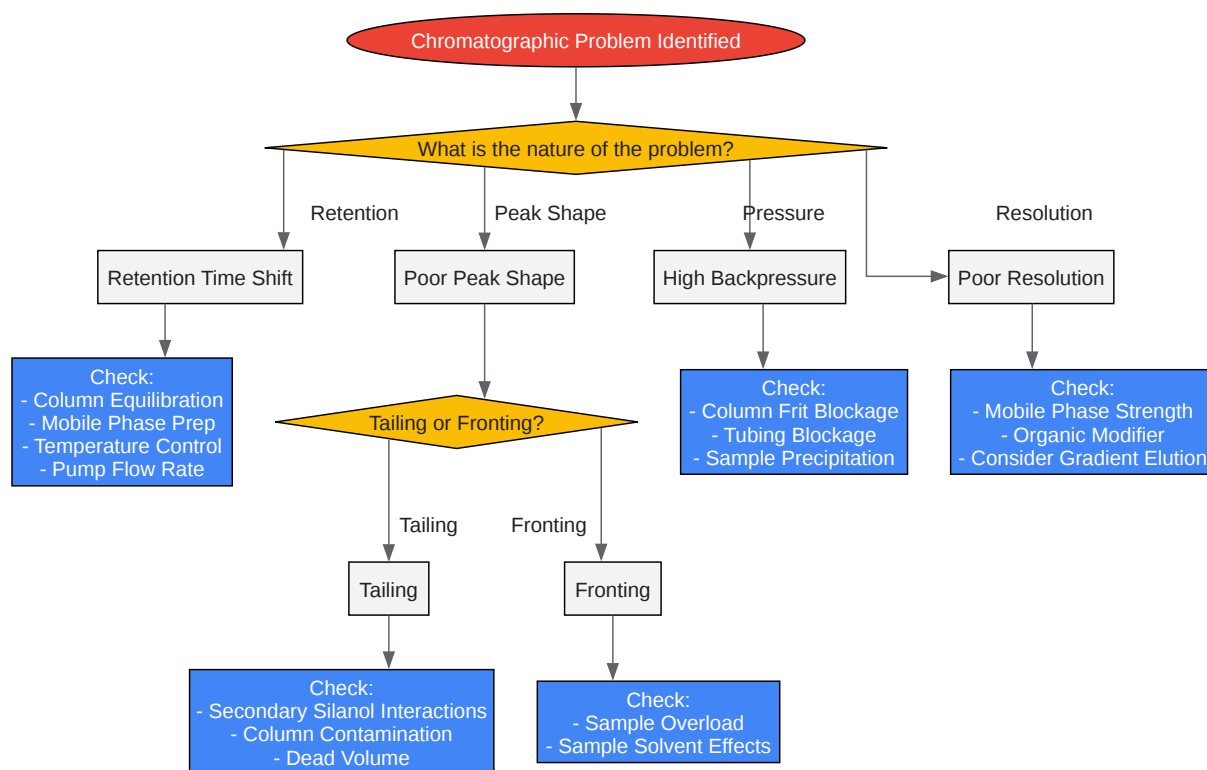 Chromatographic Problem Identified
What is the nature of the problem?
Retention
Peak Shape
Pressure
Resolution
Retention Time Shift
Poor Peak Shape
High Backpressure
Poor Resolution
Check:
- Column Equilibration
- Mobile Phase Prep
- Temperature Control
- Pump Flow Rate
Check:
- Column Frit Blockage
- Tubing Blockage
- Sample Precipitation
Check:
- Mobile Phase Strength
- Organic Modifier
- Consider Gradient Elution
Tailing or Fronting?
Tailing
Fronting
Tailing
Fronting
Check:
- Secondary Silanol Interactions
- Column Contamination
- Dead Volume
Check:
- Sample Overload
- Sample Solvent Effects